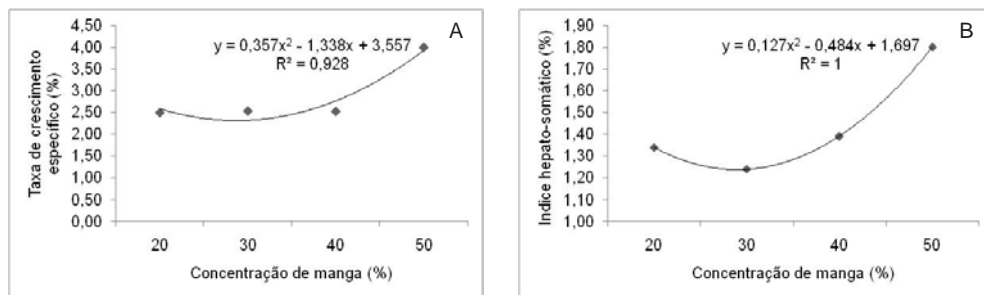 A
4,50
4,00
3,50
3,00
2,50
2,00
1,50
1,00
0,50
0,00
Taxa de crescimento
específico (%)
y = 0,357x² - 1,338x + 3,557
R² = 0,928
20 30 40 50
Concentração de manga (%)
B
1,90
1,80
1,70
1,60
1,50
1,40
1,30
1,20
1,10
1,00
Indice hepato-somático (%)
y = 0,127x² - 0,484x + 1,697
R² = 1
20 30 40 50
Concentração de manga (%)